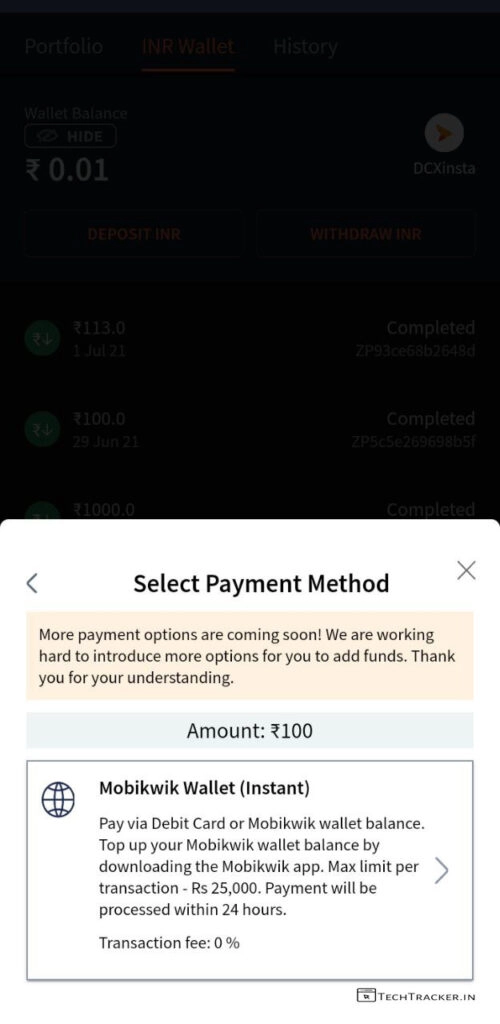 Portfolio INR Wallet History
Wallet Balance
HIDE
₹ 0.01
DCXinsta
DEPOSIT INR WITHDRAW INR
₹113.0 Completed
1 Jul 21 ZP93ce68b2648d
₹100.0 Completed
29 Jun 21 ZP5c5e269698b5f
₹1000.0 Completed
Select Payment Method
More payment options are coming soon! We are working
hard to introduce more options for you to add funds. Thank
you for your understanding.
Amount: ₹100
Mobikwik Wallet (Instant)
Pay via Debit Card or Mobikwik wallet balance.
Top up your Mobikwik wallet balance by
downloading the Mobikwik app. Max limit per
transaction - Rs 25,000. Payment will be
processed within 24 hours.
Transaction fee: 0 %
TECHTRACKER.IN